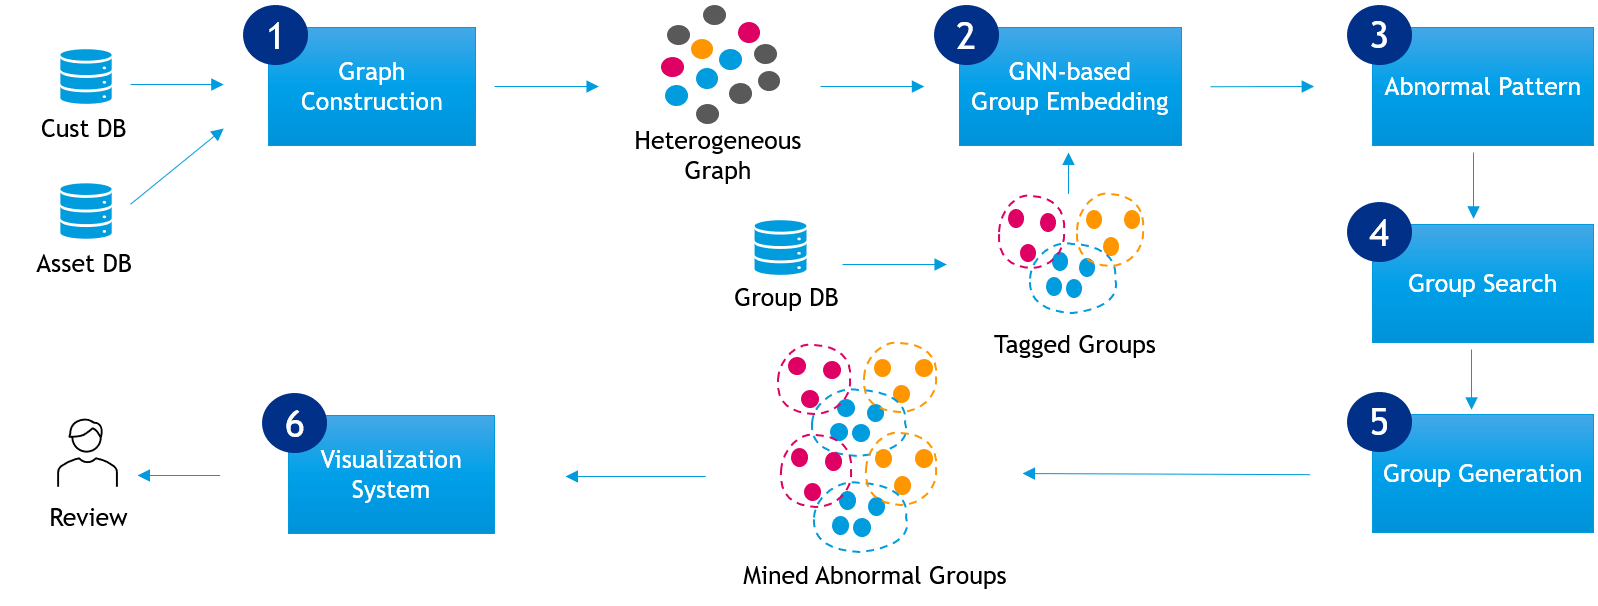 1
Graph
Construction
Cust DB
Asset DB
Heterogeneous
Graph
2
GNN-based
Group Embedding
Group DB
Tagged Groups
3
Abnormal Pattern
4
Group Search
5
Group Generation
Mined Abnormal Groups
6
Visualization
System
Review